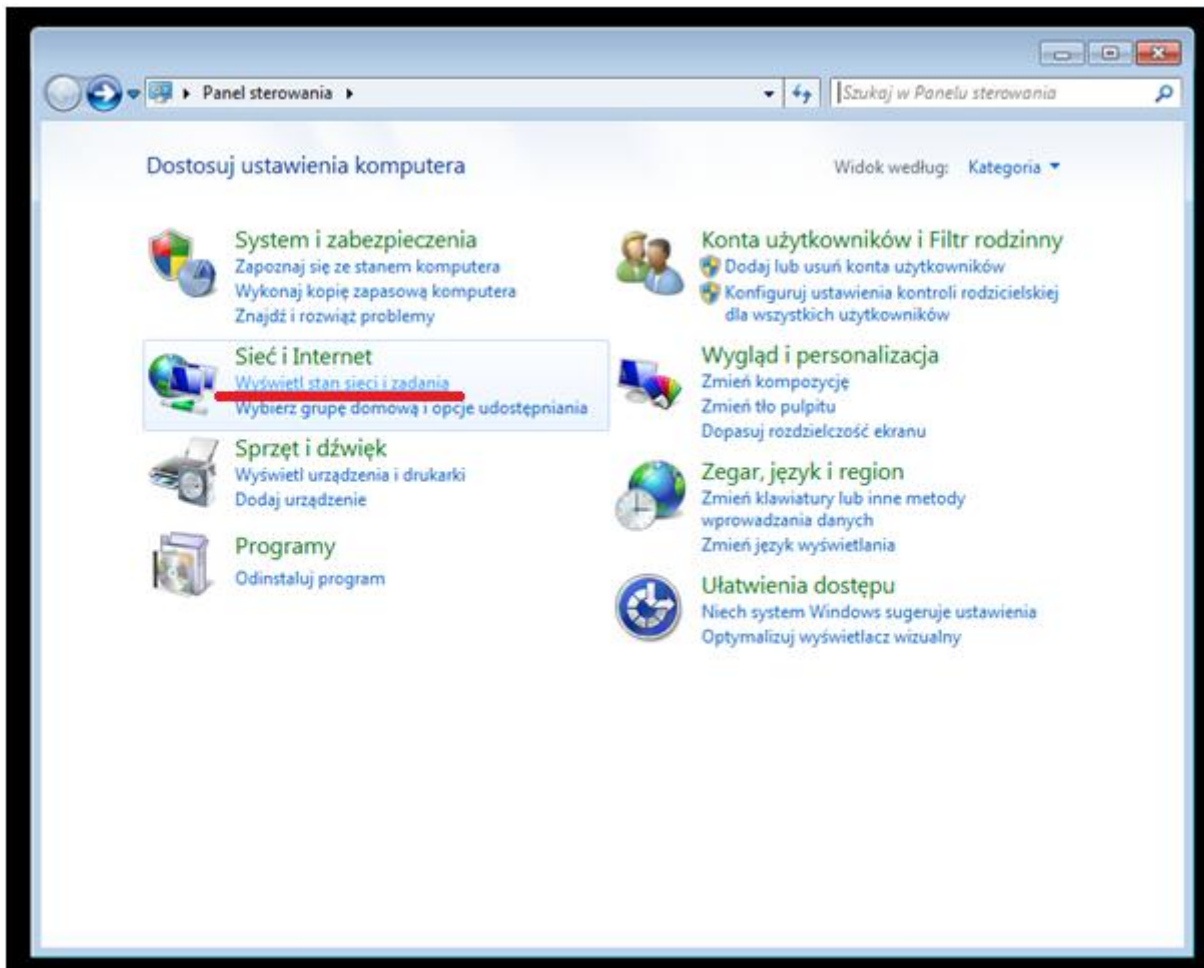 Panel sterowania
Szukaj w Panelu sterowania
Dostosuj ustawienia komputera
Widok według: Kategoria
System i zabezpieczenia
Zapoznaj się ze stanem komputera
Wykonaj kopię zapasową komputera
Znajdź i rozwiąż problemy
Sieć i Internet
Wyświetl stan sieci i zadania
Wybierz grupę domową i opcje udostępniania
Sprzęt i dźwięk
Wyświetl urządzenia i drukarki
Dodaj urządzenie
Programy
Odinstaluj program
Konta użytkowników i Filtr rodzinny
Dodaj lub usuń konta użytkowników
Konfiguruj ustawienia kontroli rodzicielskiej
dla wszystkich użytkowników
Wygląd i personalizacja
Zmień kompozycję
Zmień tło pulpitu
Dopasuj rozdzielczość ekranu
Zegar, język i region
Zmień klawiatury lub inne metody
wprowadzania danych
Zmień język wyświetlania
Ułatwienia dostępu
Niech system Windows sugeruje ustawienia
Optymalizuj wyświetlacz wizualny